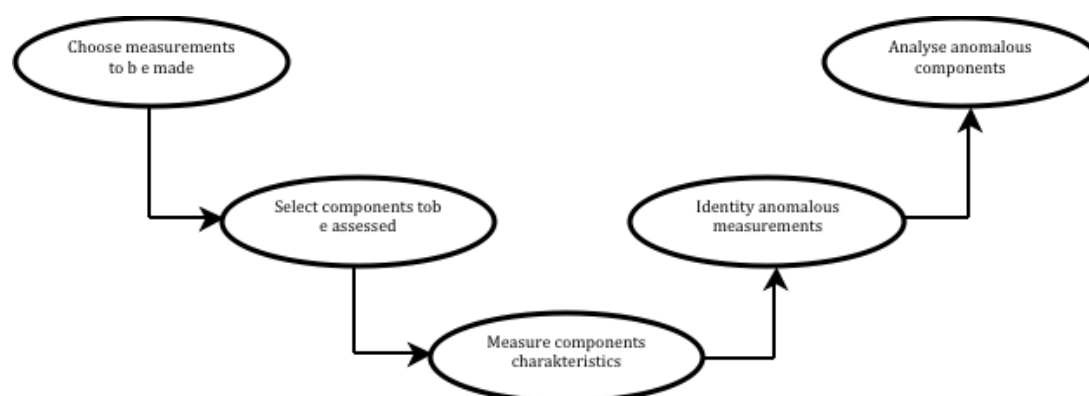 Choose measurements
to b e made
Analyse anomalous
components
Select components tob
e assessed
Identity anomalous
measurements
Measure components
charakteristics